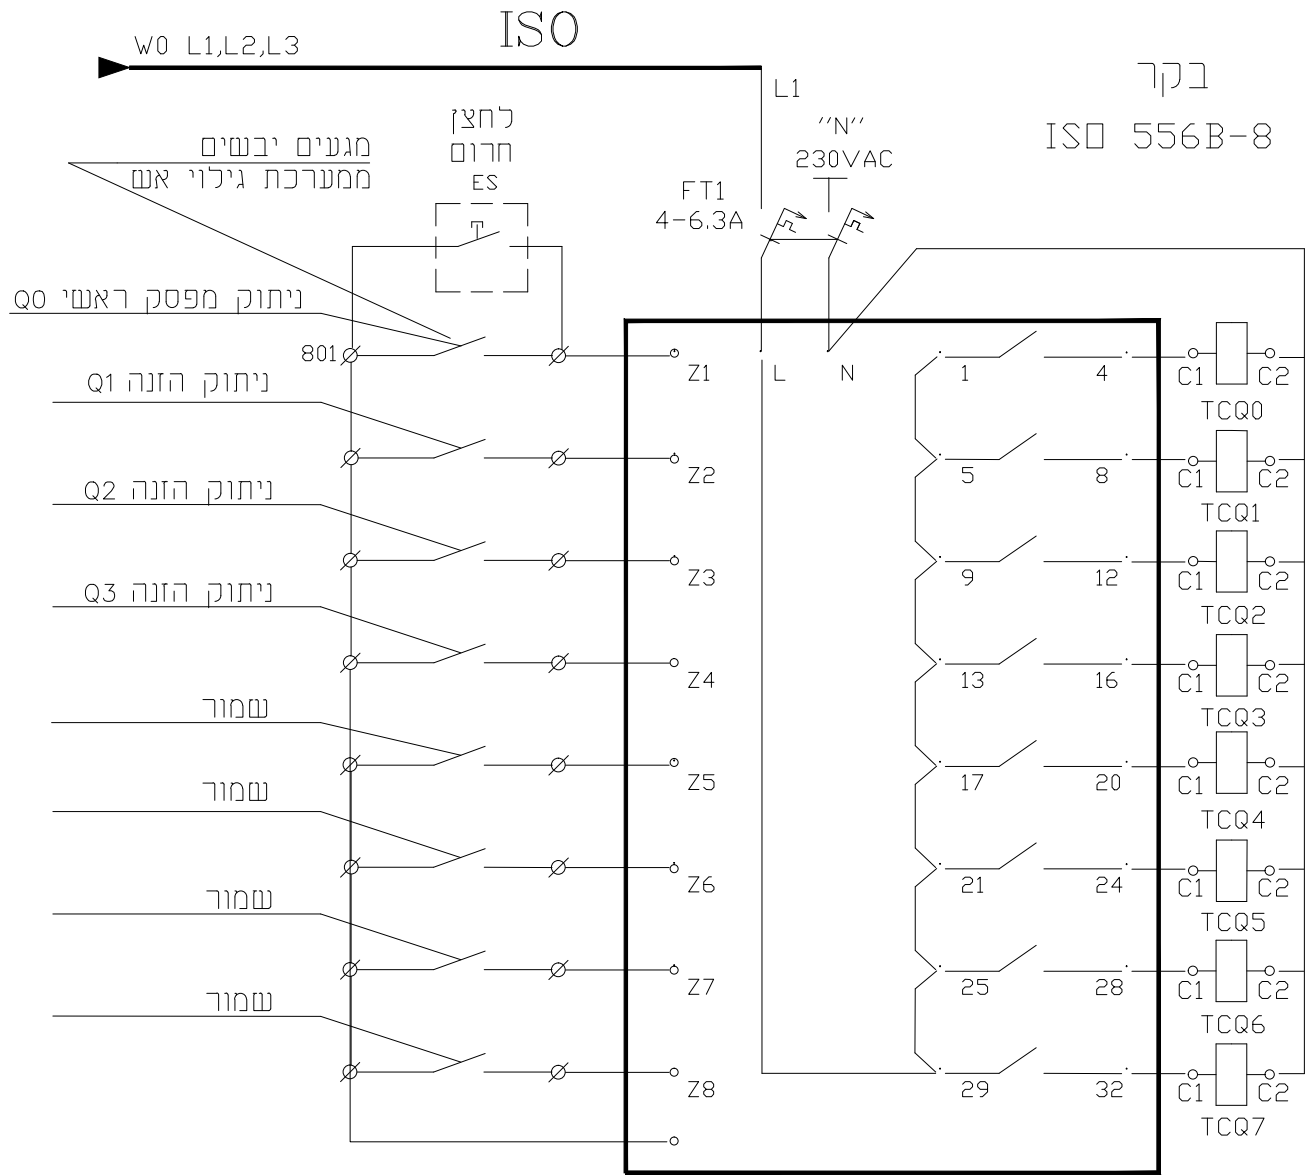 ISO
W0 L1,L2,L3
בקר
ISO 556B-8
L1
"N"
230VAC
FT1
4-6.3A
לחצן
חרום
ES
מגעים יבשים
ממערכת גילוי אש
ניתוק מפסק ראשי Q0
801
Z1
L
N
1
4
C1
C2
TCQ0
ניתוק הזנה Q1
Z2
5
8
C1
C2
TCQ1
ניתוק הזנה Q2
Z3
9
12
C1
C2
TCQ2
ניתוק הזנה Q3
Z4
13
16
C1
C2
TCQ3
שמור
Z5
17
20
C1
C2
TCQ4
שמור
Z6
21
24
C1
C2
TCQ5
שמור
Z7
25
28
C1
C2
TCQ6
שמור
Z8
29
32
C1
C2
TCQ7